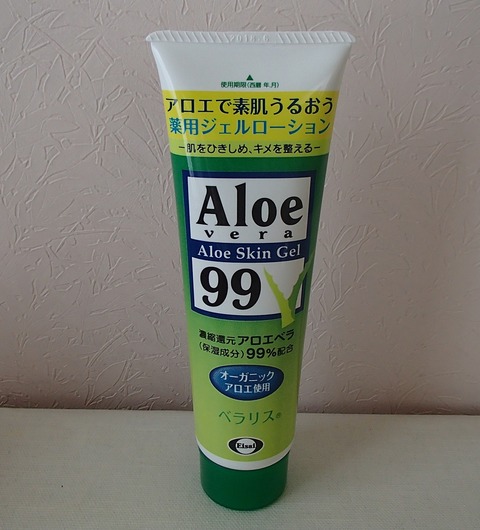 使用期限(西暦 年.月)
アロエで素肌うるおう
薬用ジェルローション
─肌をひきしめ、キメを整える─
Aloe
vera
Aloe Skin Gel
99
濃縮還元アロエベラ
(保湿成分)99%配合
オーガニック
アロエ使用
ベラリス®
Eisai